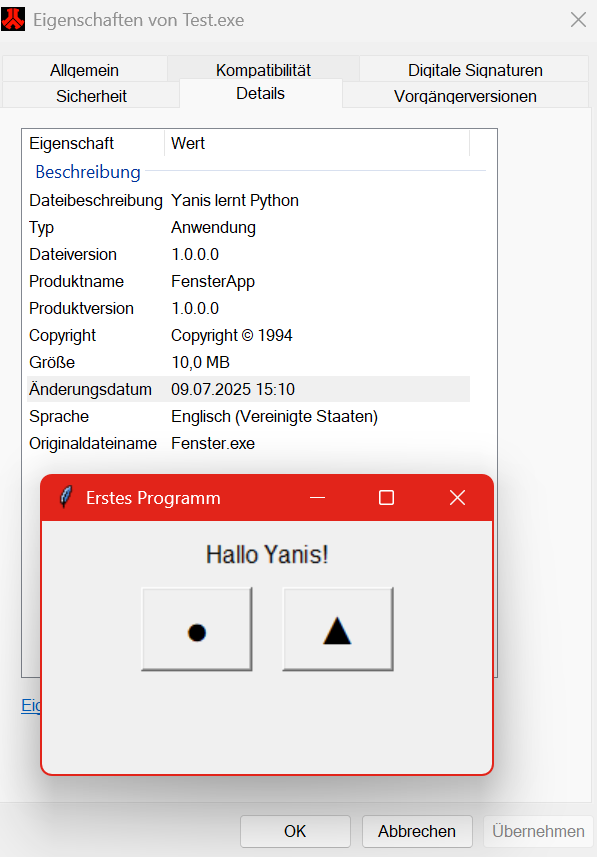 Eigenschaften von Test.exe
Allgemein Kompatibilität Digitale Signaturen
Sicherheit Details Vorgängerversionen
Eigenschaft Wert
Beschreibung
Dateibeschreibung Yanis lernt Python
Typ Anwendung
Dateiversion 1.0.0.0
Produktname FensterApp
Produktversion 1.0.0.0
Copyright Copyright © 1994
Größe 10,0 MB
Änderungsdatum 09.07.2025 15:10
Sprache Englisch (Vereinigte Staaten)
Originaldateiname Fenster.exe
Erstes Programm
Hallo Yanis!
● ▲
OK Abbrechen Übernehmen